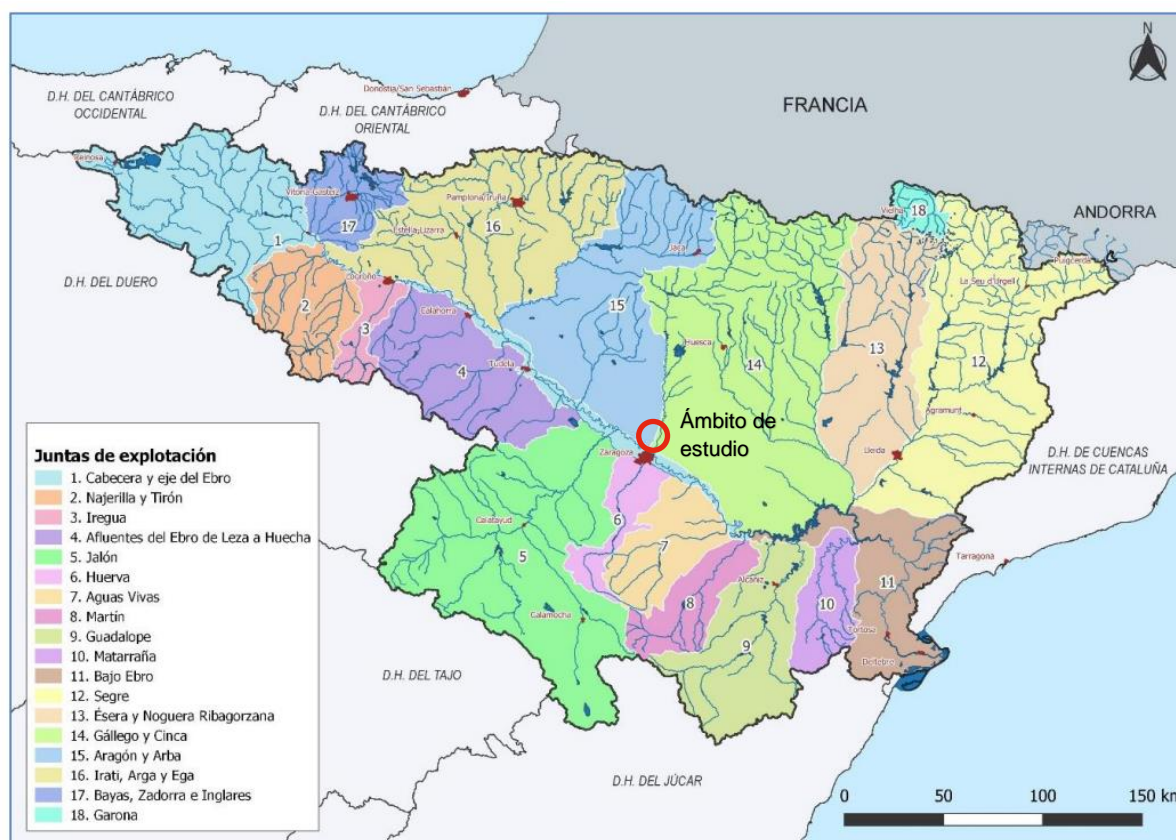 N
D.H. DEL CANTÁBRICO
OCCIDENTAL
Donostia/San Sebastián
D.H. DEL CANTÁBRICO
ORIENTAL
FRANCIA
ANDORRA
Reinosa
Vitoria-Gasteiz
Pamplona/Iruña
Estella-Lizarra
Vielha
Puigcerdà
La Seu d'Urgell
Jaca
Logroño
Calahorra
Tudela
Huesca
Agramunt
Lleida
Zaragoza
Calatayud
Calamocha
Alcañiz
Tortosa
Deltebre
Tarragona
1
17
16
18
2
3
4
15
14
13
12
5
6
7
8
9
10
11
D.H. DEL DUERO
D.H. DE CUENCAS
INTERNAS DE CATALUÑA
D.H. DEL TAJO
D.H. DEL JÚCAR
Ámbito de
estudio
Juntas de explotación
1. Cabecera y eje del Ebro
2. Najerilla y Tirón
3. Iregua
4. Afluentes del Ebro de Leza a Huecha
5. Jalón
6. Huerva
7. Aguas Vivas
8. Martín
9. Guadalope
10. Matarraña
11. Bajo Ebro
12. Segre
13. Ésera y Noguera Ribagorzana
14. Gállego y Cinca
15. Aragón y Arba
16. Irati, Arga y Ega
17. Bayas, Zadorra e Inglares
18. Garona
0 50 100 150 km